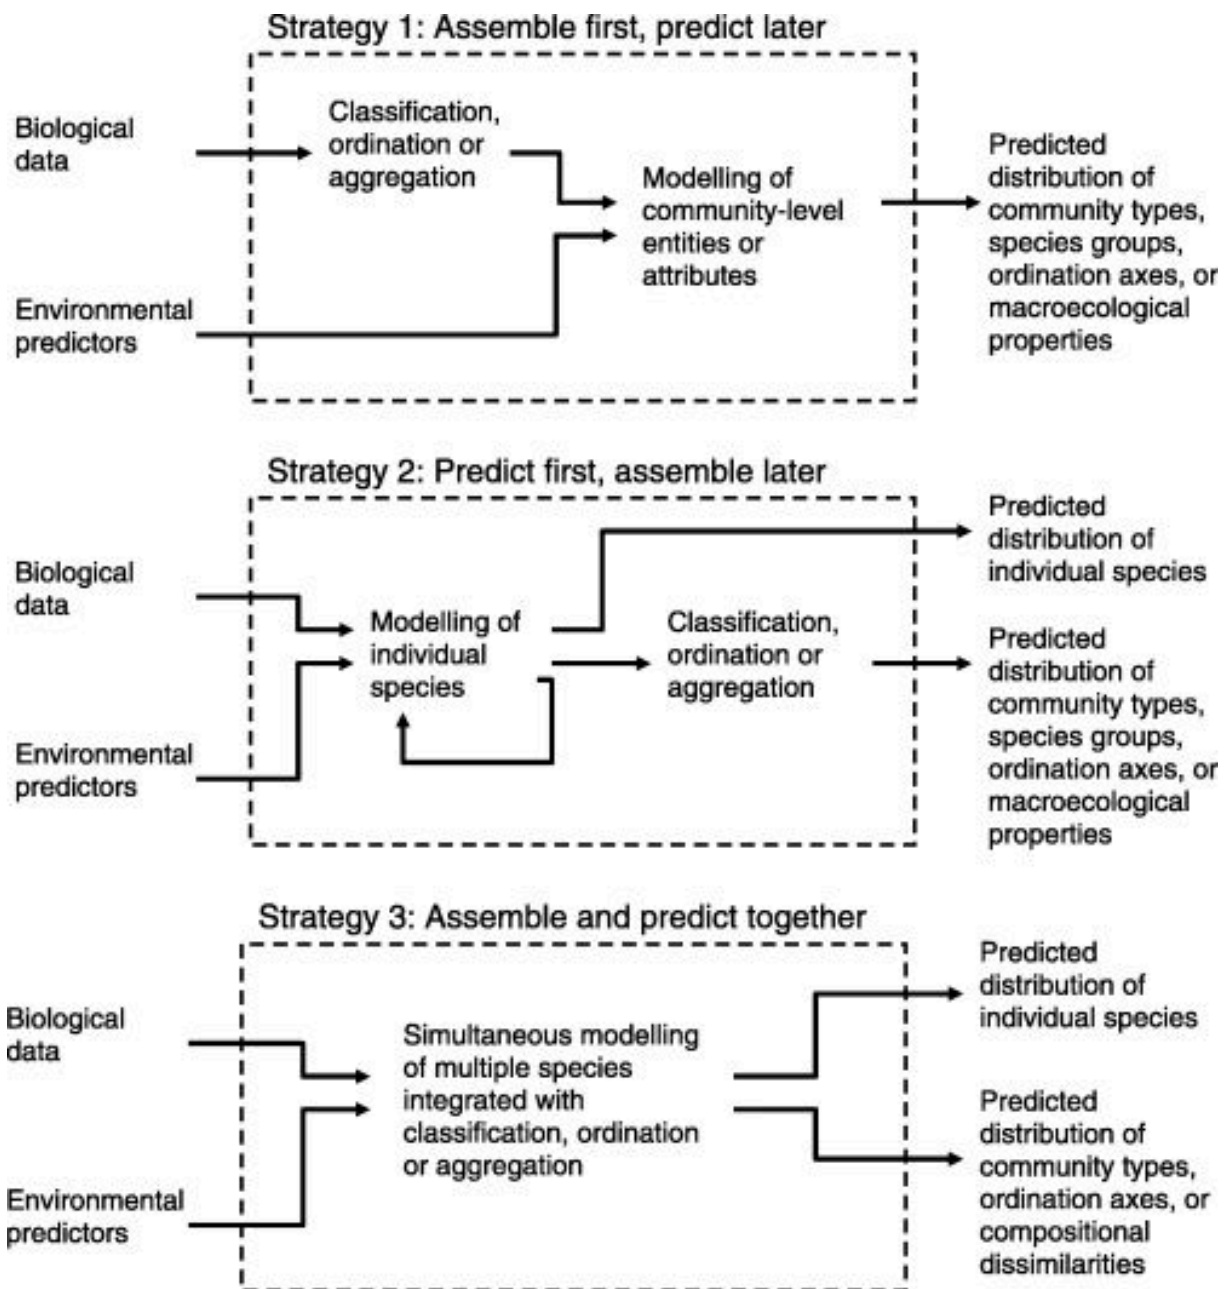 Strategy 1: Assemble first, predict later
Biological
data
Classification,
ordination or
aggregation
Environmental
predictors
Modelling of
community-level
entities or
attributes
Predicted
distribution of
community types,
species groups,
ordination axes, or
macroecological
properties
Strategy 2: Predict first, assemble later
Biological
data
Environmental
predictors
Modelling of
individual
species
Classification,
ordination or
aggregation
Predicted
distribution of
individual species
Predicted
distribution of
community types,
species groups,
ordination axes, or
macroecological
properties
Strategy 3: Assemble and predict together
Biological
data
Environmental
predictors
Simultaneous modelling
of multiple species
integrated with
classification, ordination
or aggregation
Predicted
distribution of
individual species
Predicted
distribution of
community types,
ordination axes, or
compositional
dissimilarities